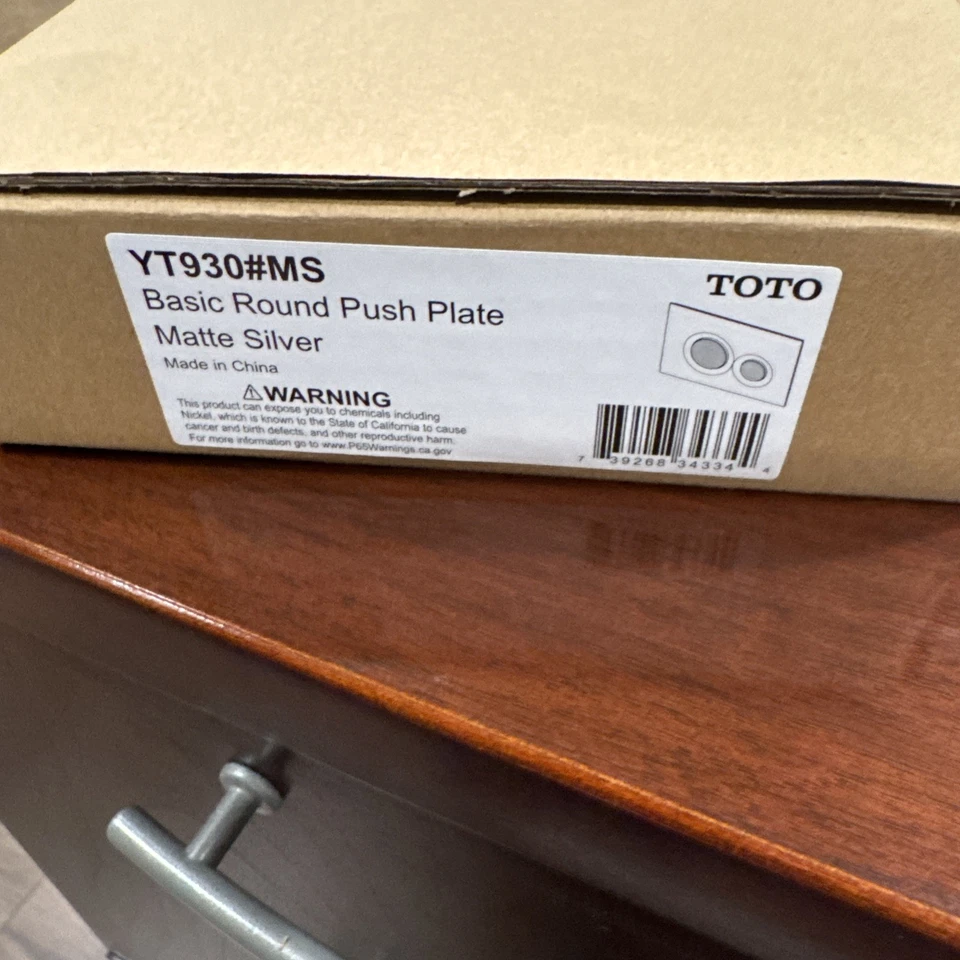 YT930#MS
Basic Round Push Plate
Matte Silver
Made in China
⚠WARNING
This product can expose you to chemicals including
Nickel, which is known to the State of California to cause
cancer and birth defects, and other reproductive harm.
For more information go to www.P65Warnings.ca.gov
TOTO
7 39268 34334 4